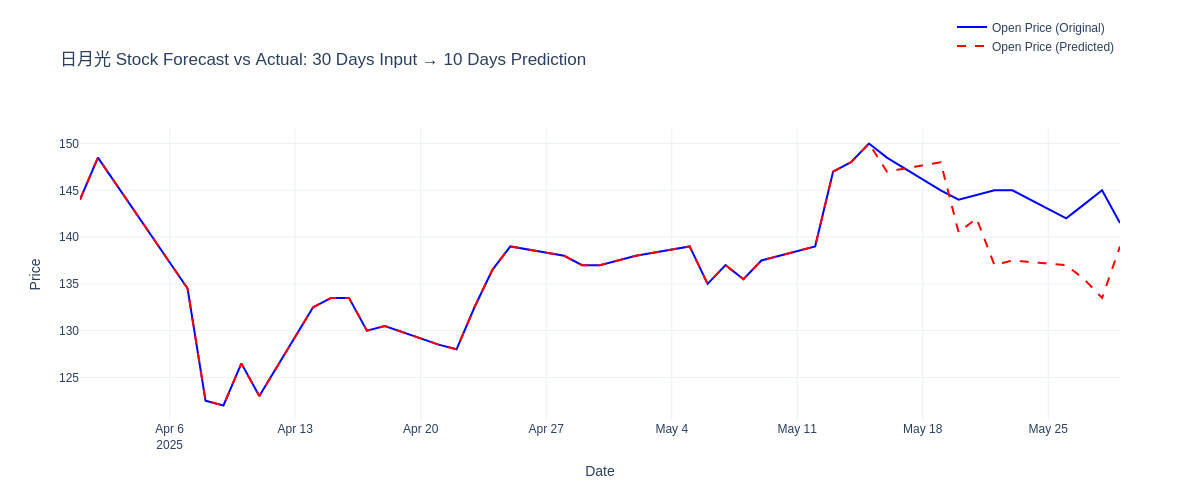 Open Price (Original)
Open Price (Predicted)
日月光 Stock Forecast vs Actual: 30 Days Input → 10 Days Prediction
150
145
140
135
130
125
Price
Apr 6
2025
Apr 13
Apr 20
Apr 27
May 4
May 11
May 18
May 25
Date